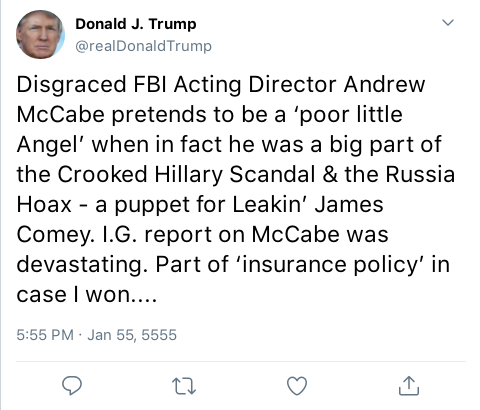 Donald J. Trump
@realDonaldTrump
Disgraced FBI Acting Director Andrew
McCabe pretends to be a ‘poor little
Angel’ when in fact he was a big part of
the Crooked Hillary Scandal & the Russia
Hoax - a puppet for Leakin’ James
Comey. I.G. report on McCabe was
devastating. Part of ‘insurance policy’ in
case I won....
5:55 PM · Jan 55, 5555